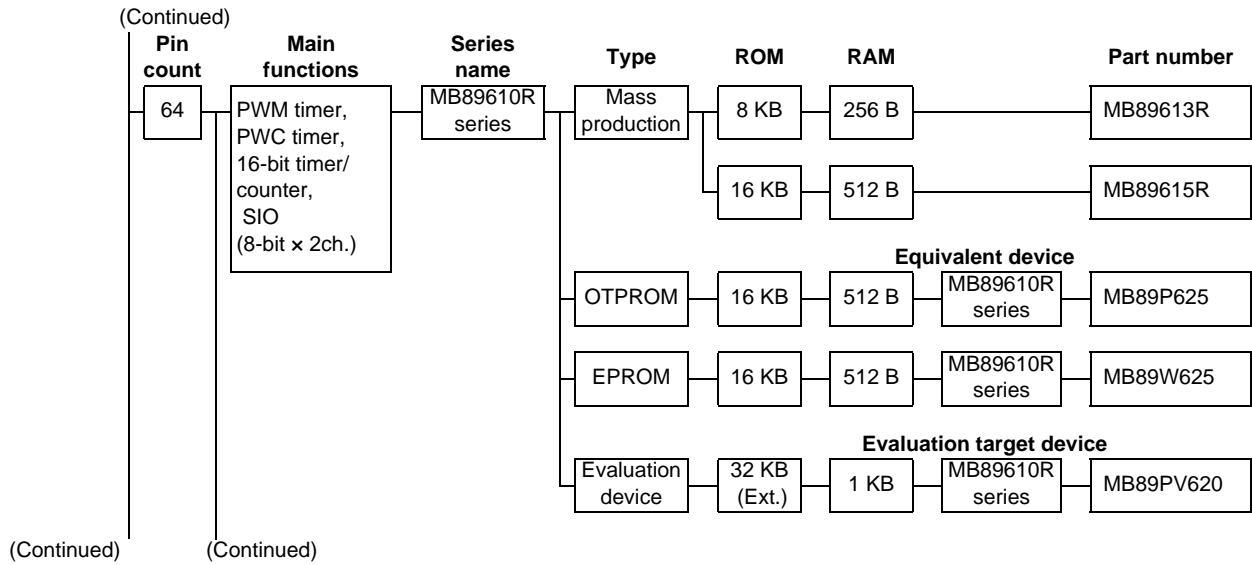 (Continued)
Pin count
Main functions
Series name
Type
ROM
RAM
Part number
64
PWM timer,
PWC timer,
16-bit timer/
counter,
SIO
(8-bit × 2ch.)
MB89610R
series
Mass
production
8 KB
256 B
MB89613R
16 KB
512 B
MB89615R
Equivalent device
OTPROM
16 KB
512 B
MB89610R
series
MB89P625
EPROM
16 KB
512 B
MB89610R
series
MB89W625
Evaluation target device
Evaluation
device
32 KB
(Ext.)
1 KB
MB89610R
series
MB89PV620
(Continued)
(Continued)